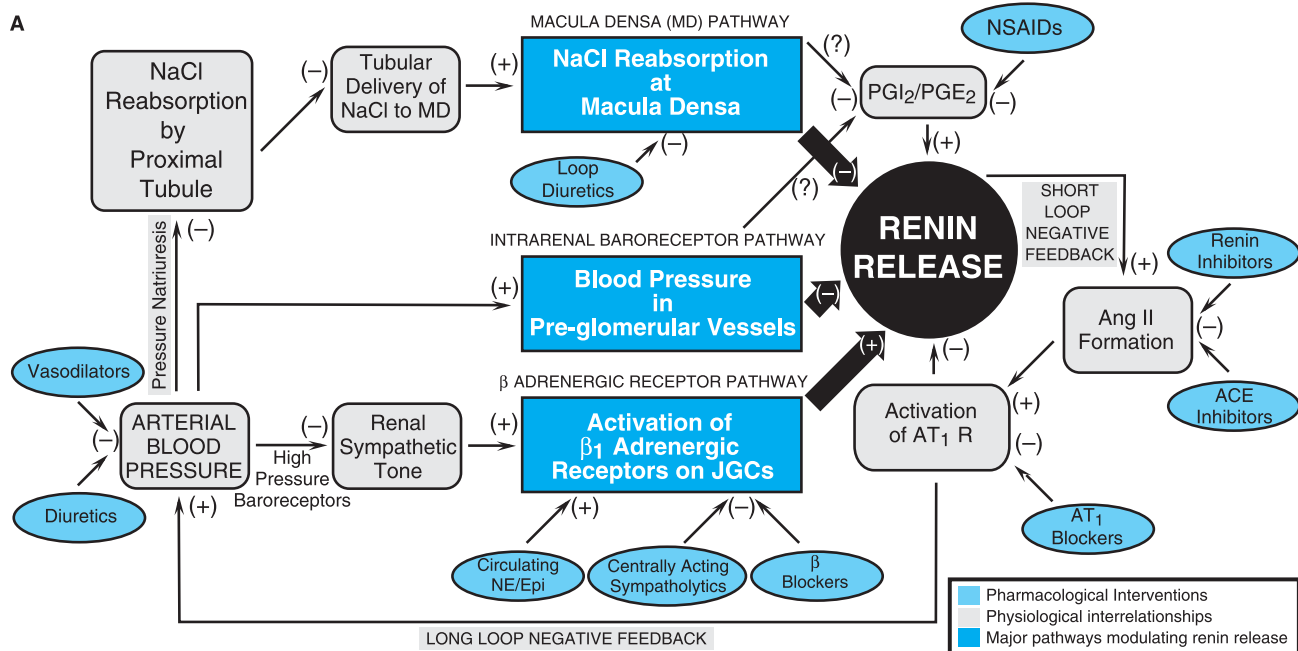 A
MACULA DENSA (MD) PATHWAY
NaCl
Reabsorption
by
Proximal
Tubule
(–)
Tubular
Delivery of
NaCl to MD
(+)
NaCl Reabsorption
at
Macula Densa
(?)
NSAIDs
(–)
PGI₂/PGE₂
(–)
(+)
Loop
Diuretics
(–)
(–)
(?)
Pressure Natriuresis
(–)
INTRARENAL BARORECEPTOR PATHWAY
(+)
Blood Pressure
in
Pre-glomerular Vessels
(–)
RENIN
RELEASE
SHORT
LOOP
NEGATIVE
FEEDBACK
(+)
Renin
Inhibitors
Ang II
Formation
(–)
ACE
Inhibitors
Vasodilators
(–)
ARTERIAL
BLOOD
PRESSURE
Diuretics
(+)
(–)
High
Pressure
Baroreceptors
Renal
Sympathetic
Tone
(+)
β ADRENERGIC RECEPTOR PATHWAY
Activation of
β₁ Adrenergic
Receptors on JGCs
(+)
(–)
Activation
of AT₁ R
(+)
(–)
AT₁
Blockers
(+)
(–)
Circulating
NE/Epi
Centrally Acting
Sympatholytics
β
Blockers
LONG LOOP NEGATIVE FEEDBACK
Pharmacological Interventions
Physiological interrelationships
Major pathways modulating renin release